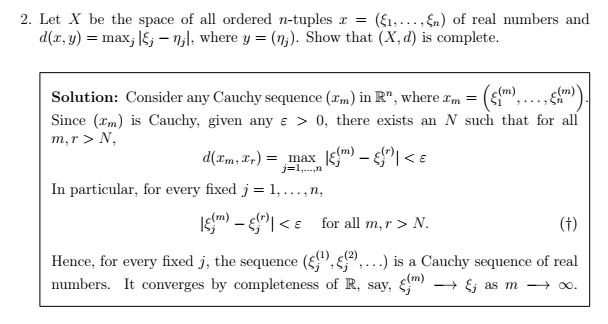 2. Let X be the space of all ordered n-tuples x = (ξ₁, . . . , ξₙ) of real numbers and
d(x, y) = maxⱼ |ξⱼ − ηⱼ|, where y = (ηⱼ). Show that (X, d) is complete.
Solution: Consider any Cauchy sequence (xₘ) in ℝⁿ, where xₘ = (ξ₁⁽ᵐ⁾, . . . , ξₙ⁽ᵐ⁾).
Since (xₘ) is Cauchy, given any ε > 0, there exists an N such that for all
m, r > N,
d(xₘ, xᵣ) = max_{j=1,...,n} |ξⱼ⁽ᵐ⁾ − ξⱼ⁽ʳ⁾| < ε
In particular, for every fixed j = 1, . . . , n,
|ξⱼ⁽ᵐ⁾ − ξⱼ⁽ʳ⁾| < ε for all m, r > N. (†)
Hence, for every fixed j, the sequence (ξⱼ⁽¹⁾, ξⱼ⁽²⁾, . . .) is a Cauchy sequence of real
numbers. It converges by completeness of ℝ, say, ξⱼ⁽ᵐ⁾ ⟶ ξⱼ as m ⟶ ∞.